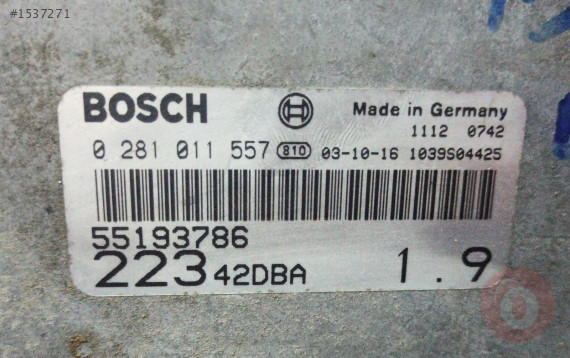 #1537271
BOSCH Made in Germany
1112 0742
0 281 011 557 810 03-10-16 1039S04425
55193786
223 42DBA 1.9